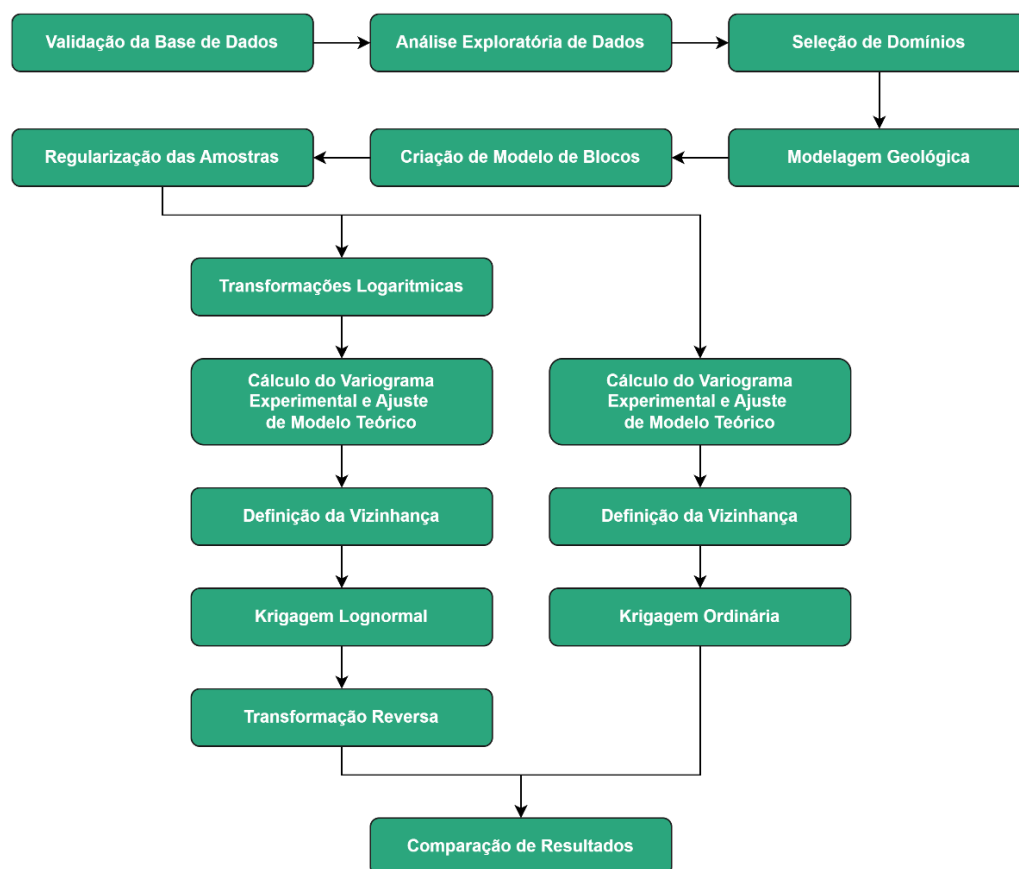 Validação da Base de Dados
Análise Exploratória de Dados
Seleção de Domínios
Regularização das Amostras
Criação de Modelo de Blocos
Modelagem Geológica
Transformações Logaritmicas
Cálculo do Variograma
Experimental e Ajuste
de Modelo Teórico
Cálculo do Variograma
Experimental e Ajuste
de Modelo Teórico
Definição da Vizinhança
Definição da Vizinhança
Krigagem Lognormal
Krigagem Ordinária
Transformação Reversa
Comparação de Resultados